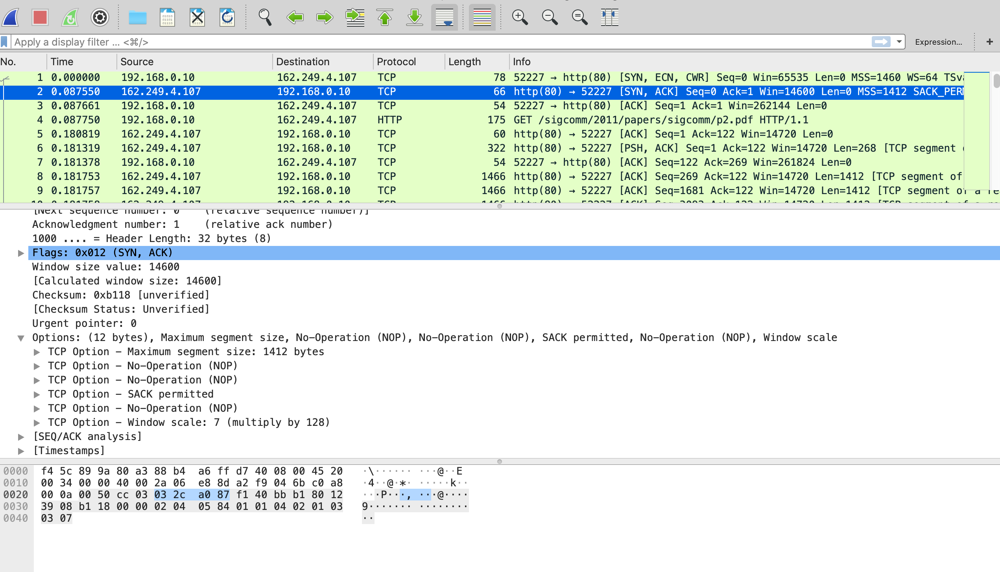 Apply a display filter ... <⌘/>
Expression...
+
No. Time Source Destination Protocol Length Info
1 0.000000 192.168.0.10 162.249.4.107 TCP 78 52227 → http(80) [SYN, ECN, CWR] Seq=0 Win=65535 Len=0 MSS=1460 WS=64
2 0.087550 162.249.4.107 192.168.0.10 TCP 66 http(80) → 52227 [SYN, ACK] Seq=0 Ack=1 Win=14600 Len=0 MSS=1412
3 0.087661 192.168.0.10 162.249.4.107 TCP 54 52227 → http(80) [ACK] Seq=1 Ack=1 Win=262144 Len=0
4 0.087750 192.168.0.10 162.249.4.107 HTTP 175 GET /sigcomm/2011/papers/sigcomm/p2.pdf HTTP/1.1
5 0.180819 162.249.4.107 192.168.0.10 TCP 60 http(80) → 52227 [ACK] Seq=1 Ack=122 Win=14720 Len=0
6 0.181319 162.249.4.107 192.168.0.10 TCP 322 http(80) → 52227 [PSH, ACK] Seq=1 Ack=122 Win=14720 Len=268 [TCP segment
7 0.181378 192.168.0.10 162.249.4.107 TCP 54 52227 → http(80) [ACK] Seq=122 Ack=269 Win=261824 Len=0
8 0.181753 162.249.4.107 192.168.0.10 TCP 1466 http(80) → 52227 [ACK] Seq=269 Ack=122 Win=14720 Len=1412 [TCP segment of
9 0.181757 162.249.4.107 192.168.0.10 TCP 1466 http(80) → 52227 [ACK] Seq=1681 Ack=122 Win=14720 Len=1412 [TCP segment of a
[Next sequence number: 0 (relative sequence number)]
Acknowledgment number: 1 (relative ack number)
1000 .... = Header Length: 32 bytes (8)
Flags: 0x012 (SYN, ACK)
Window size value: 14600
[Calculated window size: 14600]
Checksum: 0xb118 [unverified]
[Checksum Status: Unverified]
Urgent pointer: 0
Options: (12 bytes), Maximum segment size, No-Operation (NOP), No-Operation (NOP), SACK permitted, No-Operation (NOP), Window scale
TCP Option - Maximum segment size: 1412 bytes
TCP Option - No-Operation (NOP)
TCP Option - No-Operation (NOP)
TCP Option - SACK permitted
TCP Option - No-Operation (NOP)
TCP Option - Window scale: 7 (multiply by 128)
[SEQ/ACK analysis]
[Timestamps]
0000 f4 5c 89 9a 80 a3 88 b4 a6 ff d7 40 08 00 45 20 ·\······ ···@··E
0010 00 34 00 00 40 00 2a 06 e8 8d a2 f9 04 6b c0 a8 ·4··@·*· ·····k··
0020 00 0a 00 50 cc 03 03 2c a0 87 f1 40 bb b1 80 12 ···P···, ···@····
0030 39 08 b1 18 00 00 02 04 05 84 01 01 04 02 01 03 9······· ········
0040 03 07 ··